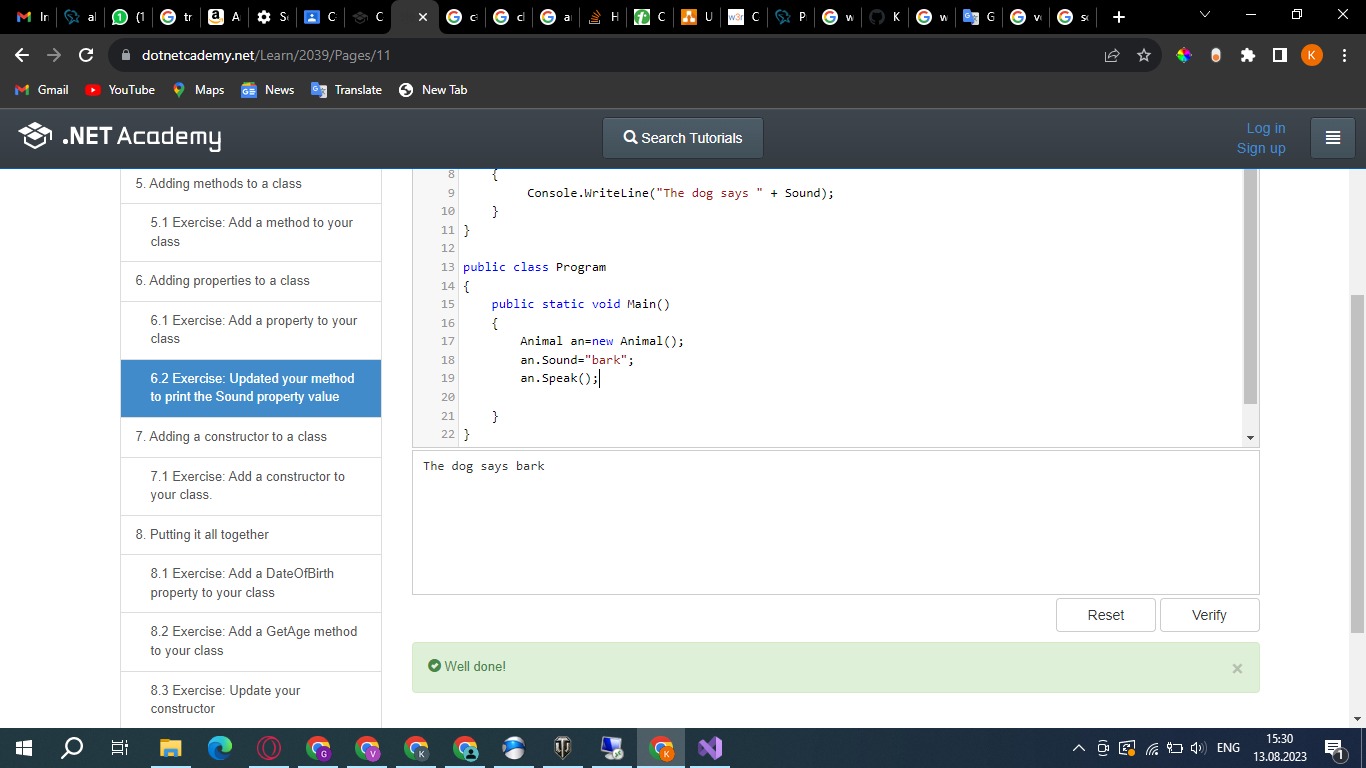 In
al
(1
tr
A
Se
C
C
H
C
U
w3r
C
P
w
K
w
G
dotnetcademy.net/Learn/2039/Pages/11
K
Gmail
YouTube
Maps
News
Translate
New Tab
.NET Academy
Search Tutorials
Log in
Sign up
5. Adding methods to a class
5.1 Exercise: Add a method to your
class
6. Adding properties to a class
6.1 Exercise: Add a property to your
class
6.2 Exercise: Updated your method
to print the Sound property value
7. Adding a constructor to a class
7.1 Exercise: Add a constructor to
your class.
8. Putting it all together
8.1 Exercise: Add a DateOfBirth
property to your class
8.2 Exercise: Add a GetAge method
to your class
8.3 Exercise: Update your
constructor
8 {
9 Console.WriteLine("The dog says " + Sound);
10 }
11 }
12
13 public class Program
14 {
15 public static void Main()
16 {
17 Animal an=new Animal();
18 an.Sound="bark";
19 an.Speak();
20
21 }
22 }
The dog says bark
Reset
Verify
Well done!
ENG
15:30
13.08.2023
1